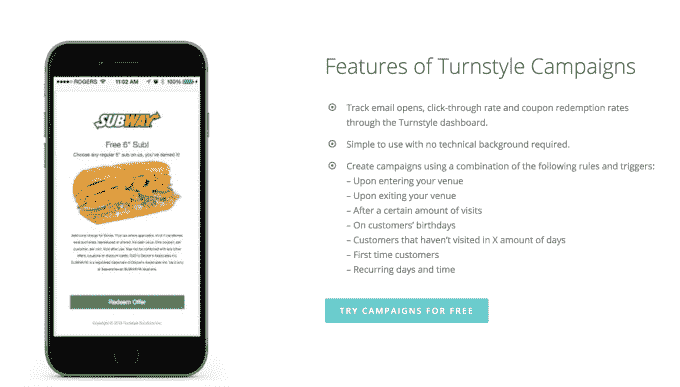 ROGERS 11:02 AM 100%
SUBWAY
Free 6" Sub!
Choose any regular 6" sub on us, you've earned it!
Redeem Offer
Features of Turnstyle Campaigns
Track email opens, click-through rate and coupon redemption rates
through the Turnstyle dashboard.
Simple to use with no technical background required.
Create campaigns using a combination of the following rules and triggers:
– Upon entering your venue
– Upon exiting your venue
– After a certain amount of visits
– On customers' birthdays
– Customers that haven't visited in X amount of days
– First time customers
– Recurring days and time
TRY CAMPAIGNS FOR FREE